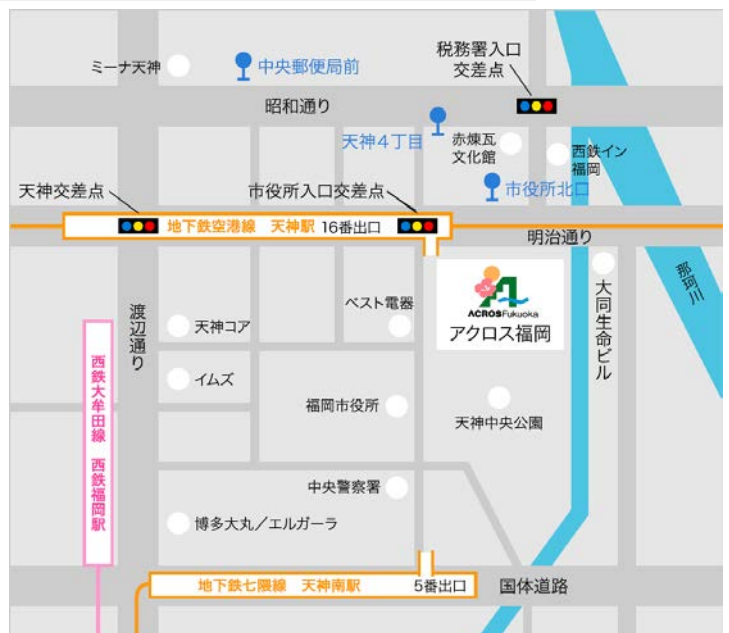 税務署入口
交差点
ミーナ天神
中央郵便局前
昭和通り
天神4丁目
赤煉瓦
文化館
西鉄イン
福岡
市役所北口
天神交差点
市役所入口交差点
地下鉄空港線 天神駅 16番出口
明治通り
那珂川
ACROS Fukuoka
アクロス福岡
大同生命ビル
ベスト電器
渡辺通り
天神コア
イムズ
西鉄大牟田線 西鉄福岡駅
福岡市役所
天神中央公園
中央警察署
博多大丸/エルガーラ
地下鉄七隈線 天神南駅 5番出口
国体道路